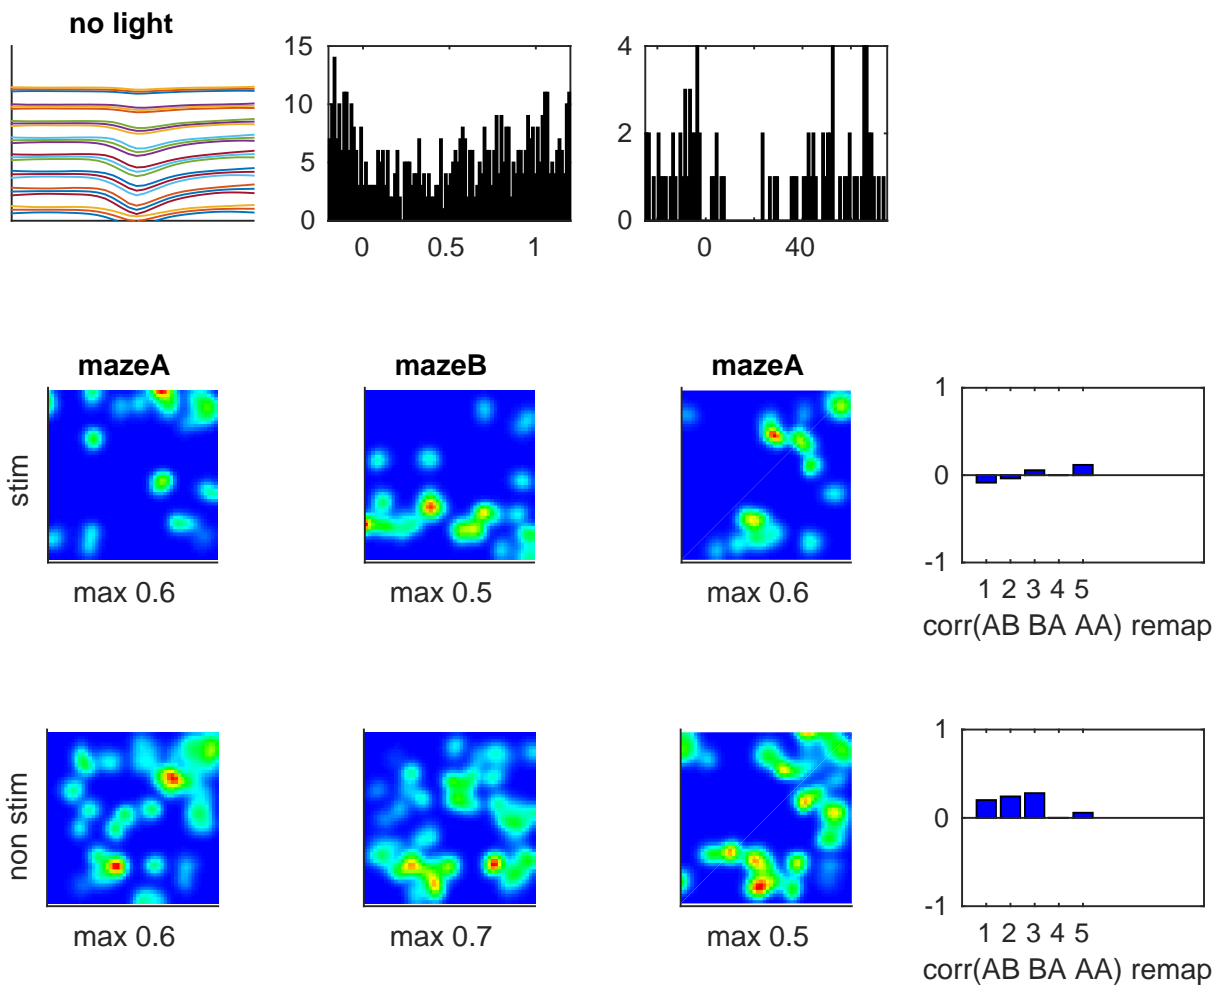 no light
15
10
5
0
0 0.5 1
4
2
0
0 40
mazeA mazeB mazeA
stim
max 0.6 max 0.5 max 0.6
1
0
-1
1 2 3 4 5
corr(AB BA AA) remap
non stim
max 0.6 max 0.7 max 0.5
1
0
-1
1 2 3 4 5
corr(AB BA AA) remap